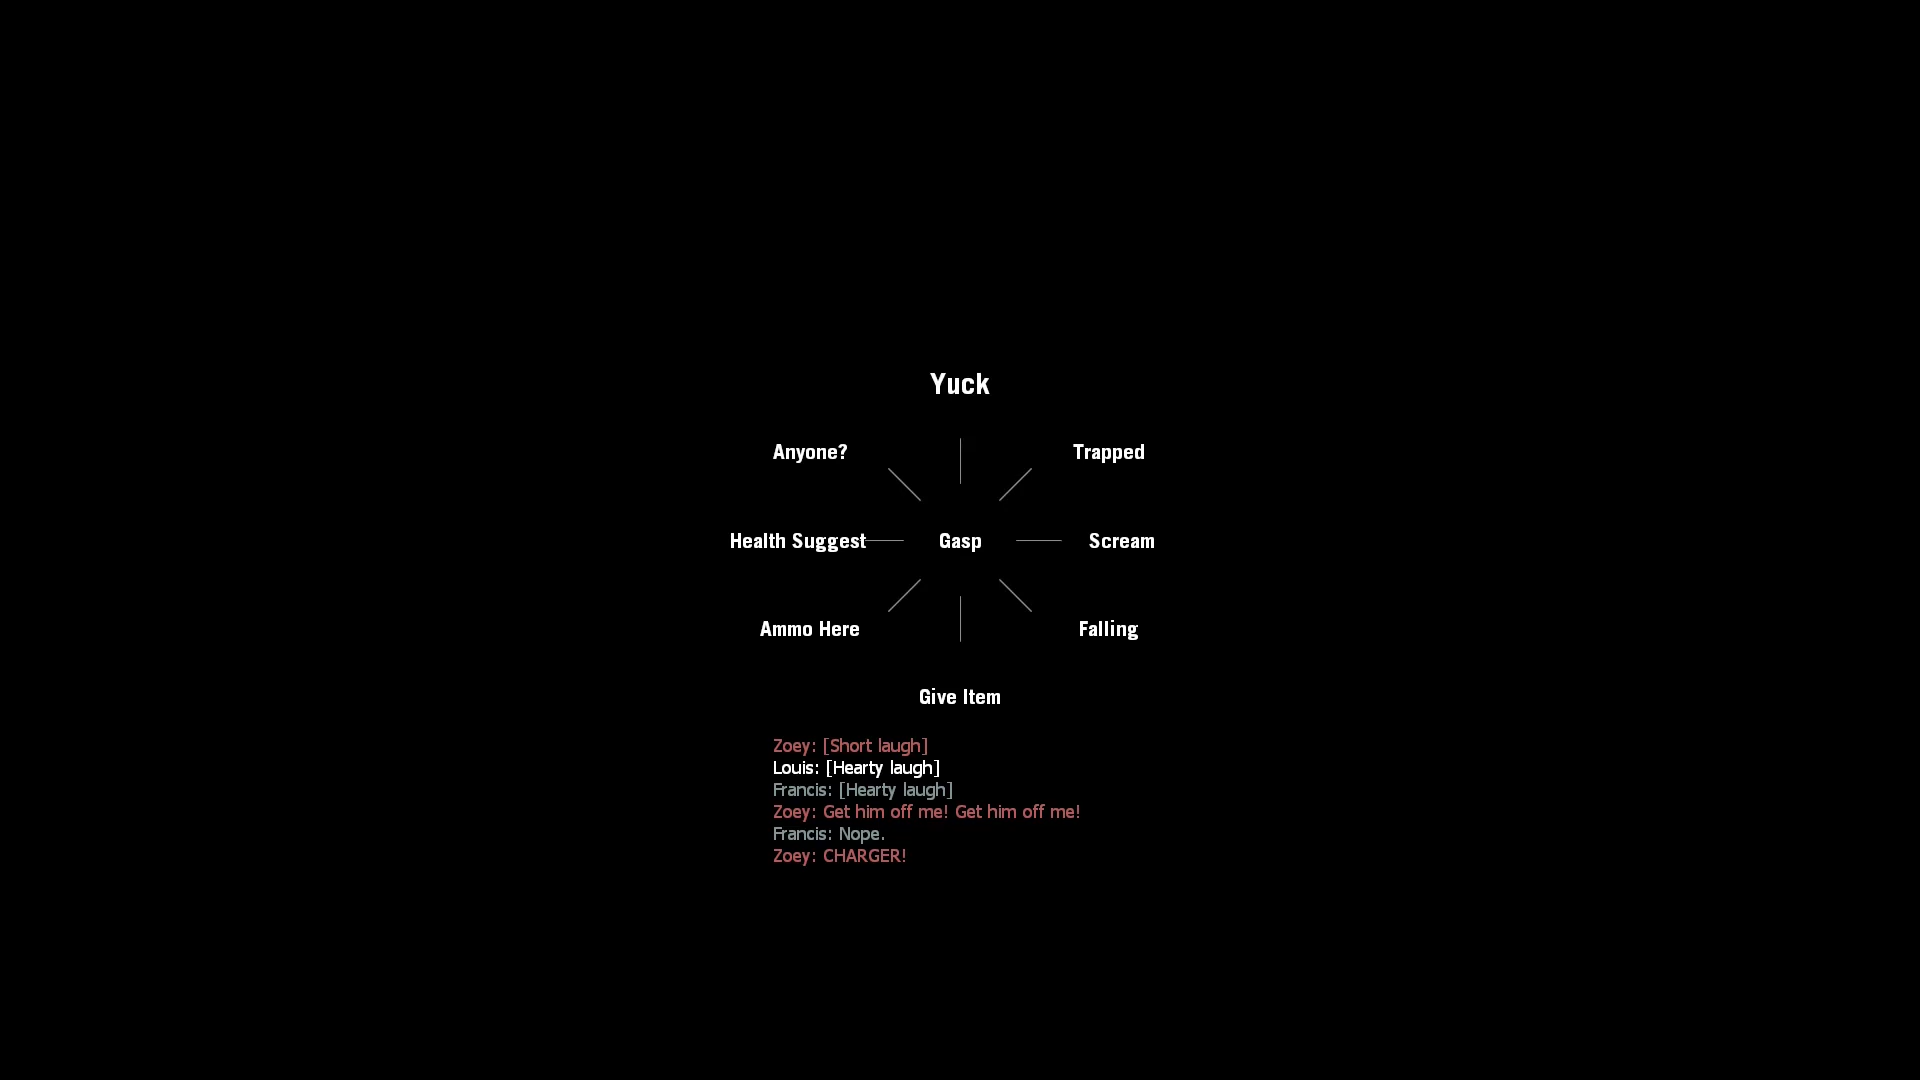 Yuck
Anyone?
Trapped
Health Suggest
Gasp
Scream
Ammo Here
Falling
Give Item
Zoey: [Short laugh]
Louis: [Hearty laugh]
Francis: [Hearty laugh]
Zoey: Get him off me! Get him off me!
Francis: Nope.
Zoey: CHARGER!